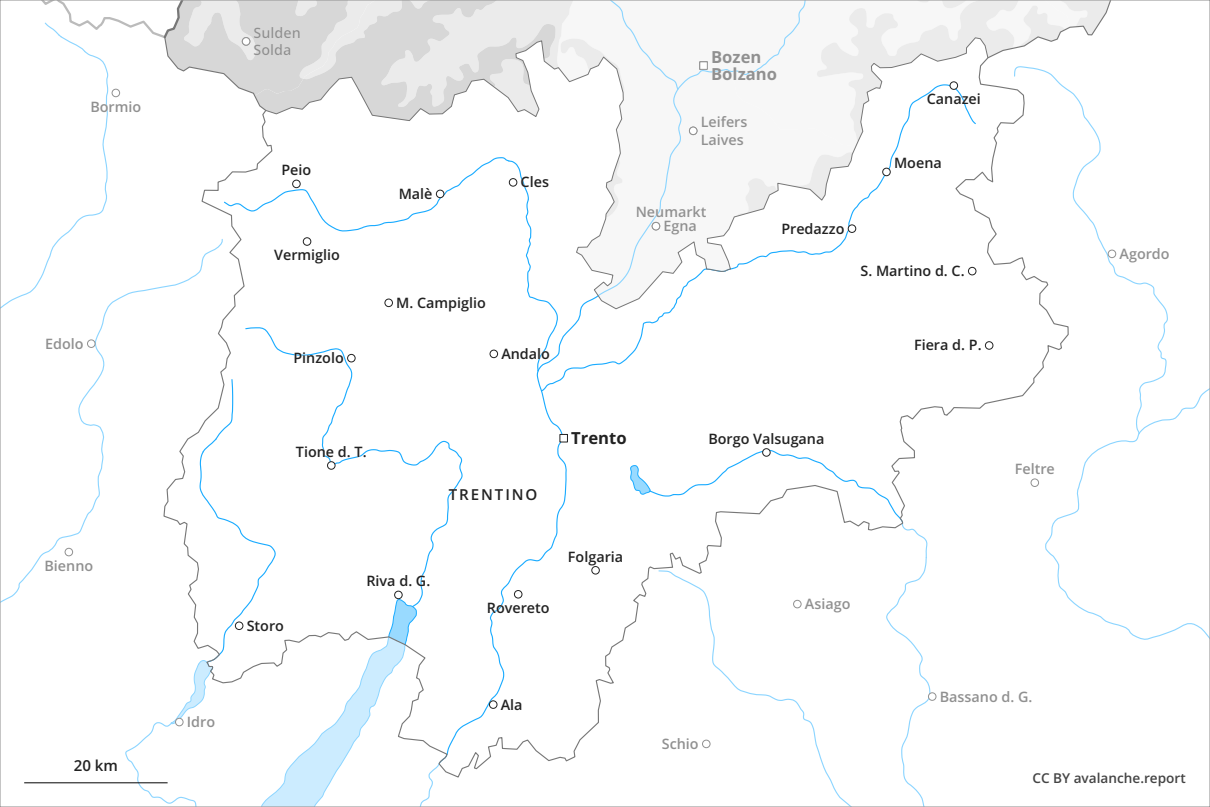 Sulden
Solda
Bozen
Bolzano
Bormio
Canazei
Leifers
Laives
Moena
Peio
Malè
Cles
Neumarkt
Egna
Predazzo
Vermiglio
Agordo
S. Martino d. C.
M. Campiglio
Edolo
Pinzolo
Andalo
Fiera d. P.
Trento
Borgo Valsugana
Tione d. T.
Feltre
TRENTINO
Folgaria
Bienno
Riva d. G.
Rovereto
Asiago
Storo
Bassano d. G.
Ala
Idro
Schio
20 km
CC BY avalanche.report